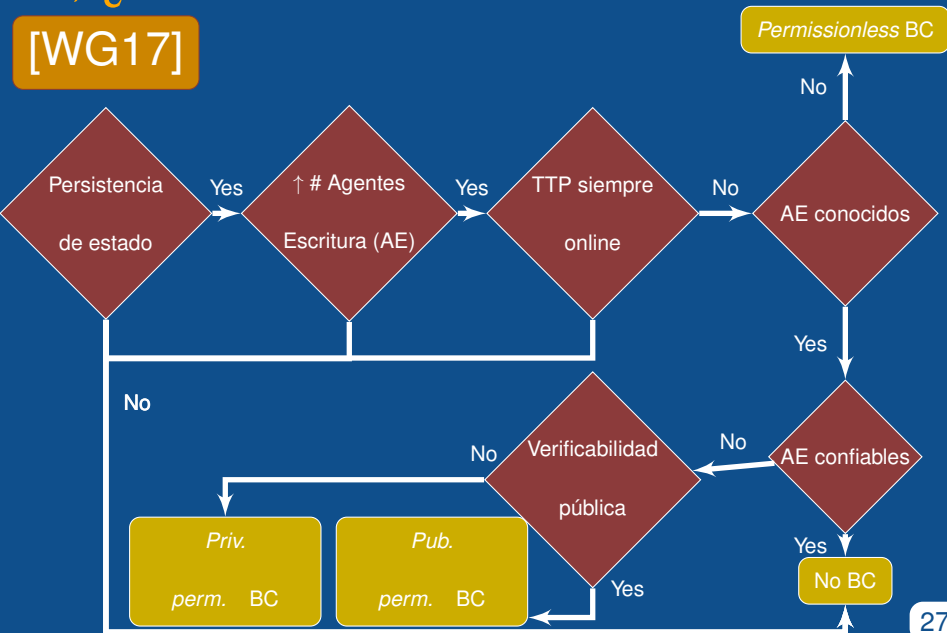 [WG17]
Permissionless BC
No
Persistencia
de estado
Yes
↑ # Agentes
Escritura (AE)
Yes
TTP siempre
online
No
AE conocidos
Yes
No
Verificabilidad
pública
No
AE confiables
No
Yes
Priv.
perm. BC
Pub.
perm. BC
Yes
No BC
27